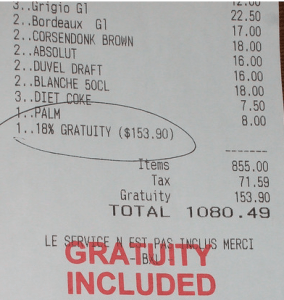 3..Grigio Gl 12.00
2..Bordeaux Gl 22.50
2..CORSENDONK BROWN 17.00
2..ABSOLUT 18.00
2..DUVEL DRAFT 16.00
2..BLANCHE 50CL 16.00
3..DIET COKE 18.00
1..PALM 7.50
1..18% GRATUITY ($153.90) 8.00
Items 855.00
Tax 71.59
Gratuity 153.90
TOTAL 1080.49
LE SERVICE N EST PAS INCLUS MERCI
GRATUITY
INCLUDED